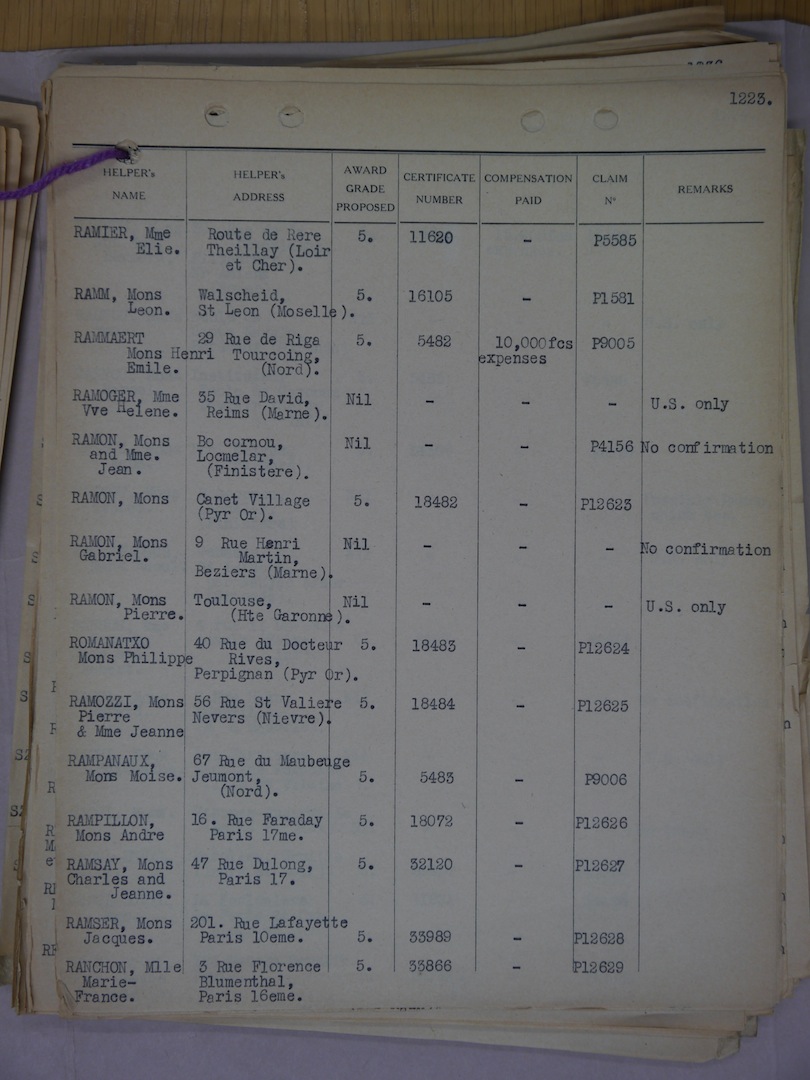 1223.
HELPER's NAME HELPER's ADDRESS AWARD GRADE PROPOSED CERTIFICATE NUMBER COMPENSATION PAID CLAIM Nº REMARKS
RAMIER, Mme Route de Rere 5. 11620 - P5585
Elie. Theillay (Loir
et Cher).
RAMM, Mons Walscheid, 5. 16105 - P1581
Leon. St Leon (Moselle).
RAMMAERT 29 Rue de Riga 5. 5482 10,000fcs P9005
Mons Henri Tourcoing, expenses
Emile. (Nord).
RAMOGER, Mme 35 Rue David, Nil - - - U.S. only
Vve Helene. Reims (Marne).
RAMON, Mons Bo cornou, Nil - - P4156 No confirmation
and Mme. Locmelar,
Jean. (Finistere).
RAMON, Mons Canet Village 5. 18482 - P12623
(Pyr Or).
RAMON, Mons 9 Rue Henri Nil - - - No confirmation
Gabriel. Martin,
Beziers (Marne).
RAMON, Mons Toulouse, Nil - - - U.S. only
Pierre. (Hte Garonne).
ROMANATXO 40 Rue du Docteur 5. 18483 - P12624
Mons Philippe Rives,
Perpignan (Pyr Or).
RAMOZZI, Mons 56 Rue St Valiere 5. 18484 - P12625
Pierre Nevers (Nievre).
& Mme Jeanne
RAMPANAUX, 67 Rue du Maubeuge
Mons Moise. Jeumont, 5. 5483 - P9006
(Nord).
RAMPILLON, 16. Rue Faraday 5. 18072 - P12626
Mons Andre Paris 17me.
RAMSAY, Mons 47 Rue Dulong, 5. 32120 - P12627
Charles and Paris 17.
Jeanne.
RAMSER, Mons 201. Rue Lafayette
Jacques. Paris 10eme. 5. 33989 - P12628
RANCHON, Mlle 3 Rue Florence 5. 33866 - P12629
Marie- Blumenthal,
France. Paris 16eme.